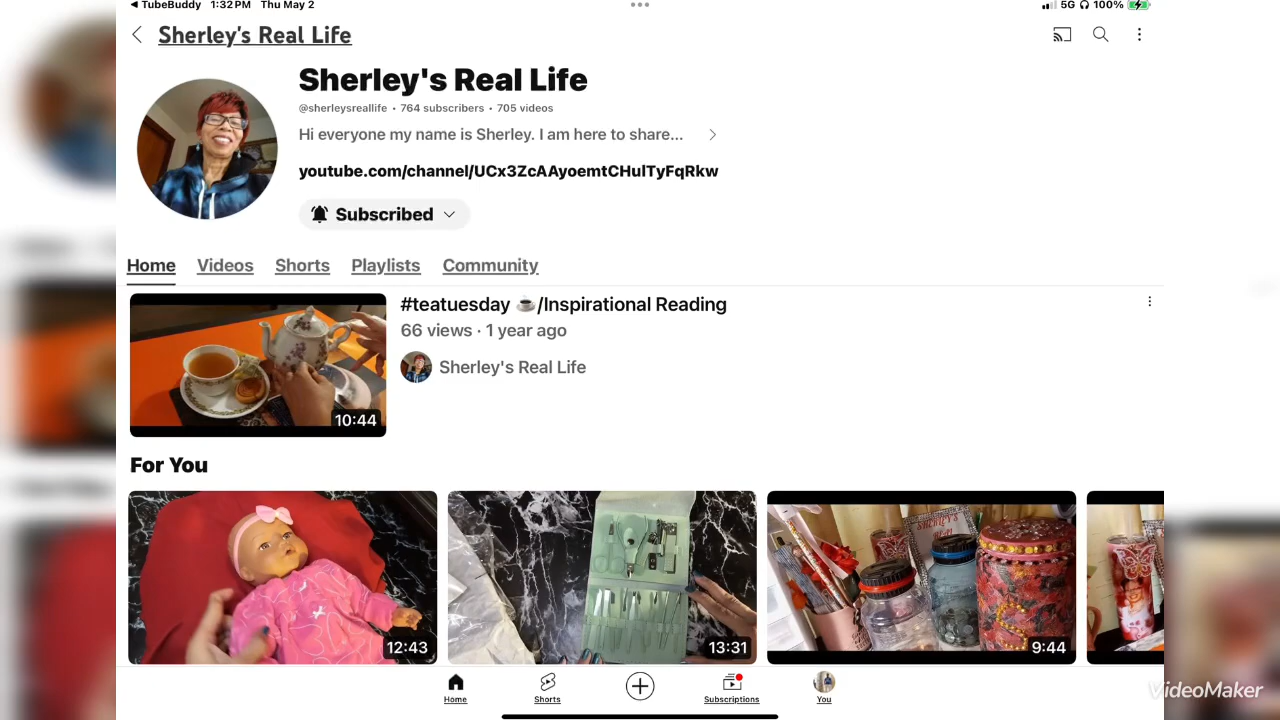 TubeBuddy 1:32 PM Thu May 2
5G 100%
Sherley's Real Life
Sherley's Real Life
@sherleysreallife • 764 subscribers • 705 videos
Hi everyone my name is Sherley. I am here to share...
youtube.com/channel/UCx3ZcAAyoemtCHulTyFqRkw
Subscribed
Home Videos Shorts Playlists Community
#teatuesday ☕/Inspirational Reading
66 views · 1 year ago
Sherley's Real Life
10:44
For You
SHERLEY'S
12:43
13:31
9:44
Home Shorts Subscriptions You
VideoMaker